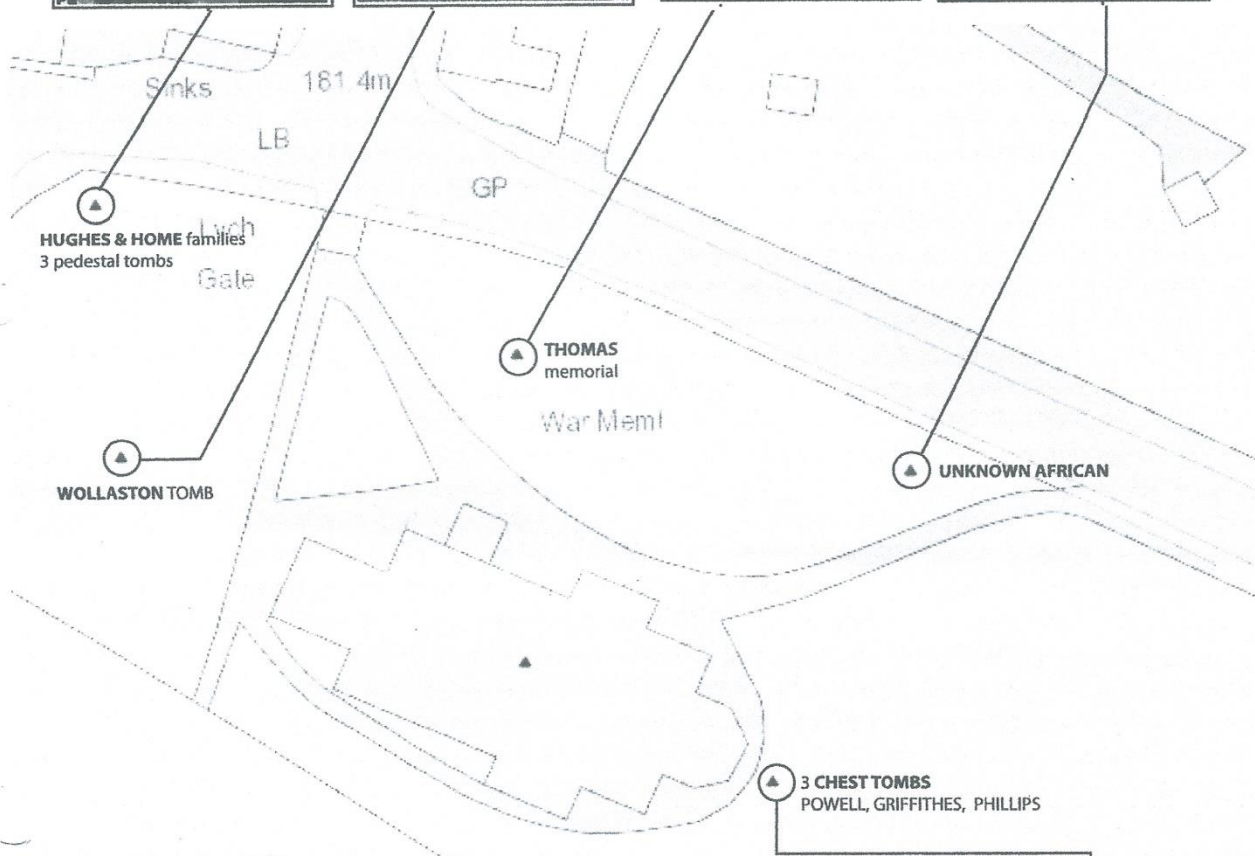 Sinks
181.4m
LB
GP
HUGHES & HOME families
3 pedestal tombs
Lych
Gate
THOMAS
memorial
War Meml
WOLLASTON TOMB
UNKNOWN AFRICAN
3 CHEST TOMBS
POWELL, GRIFFITHES, PHILLIPS